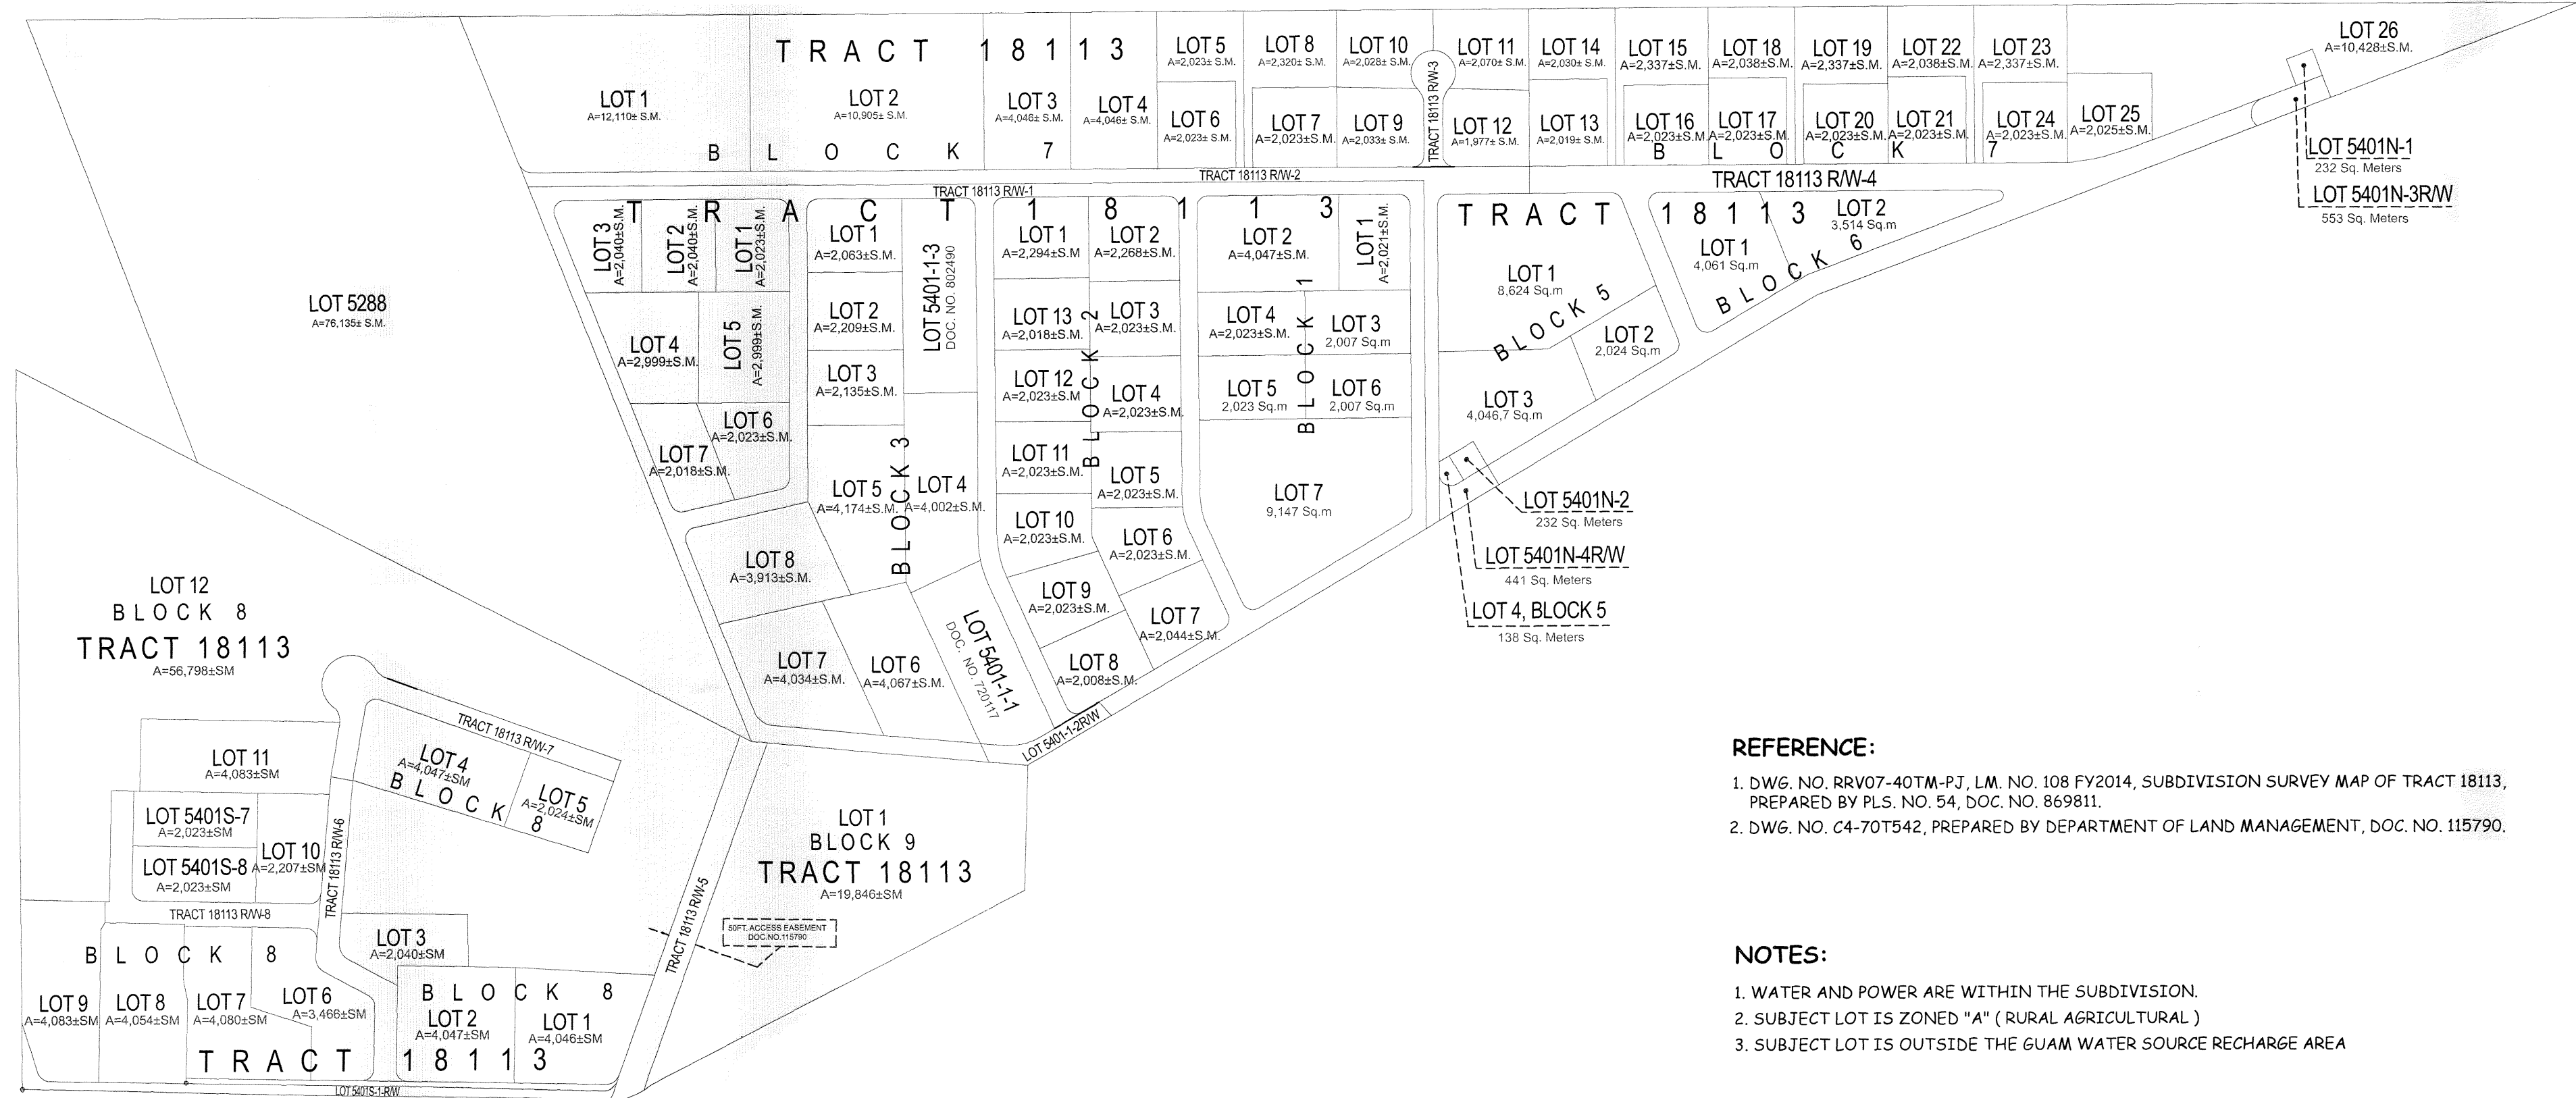 TRACT 18113
LOT 1
A=12,110± S.M.
LOT 2
A=10,905± S.M.
LOT 3
A=4,046± S.M.
LOT 4
A=4,046± S.M.
LOT 5
A=2,023± S.M.
LOT 6
A=2,023± S.M.
LOT 8
A=2,320± S.M.
LOT 7
A=2,023± S.M.
LOT 10
A=2,028± S.M.
LOT 9
A=2,033± S.M.
TRACT 18113 R/W-3
LOT 11
A=2,070± S.M.
LOT 12
A=1,977± S.M.
LOT 14
A=2,030± S.M.
LOT 13
A=2,019± S.M.
LOT 15
A=2,337±S.M.
LOT 16
A=2,023±S.M.
LOT 18
A=2,038±S.M.
LOT 17
A=2,023±S.M.
LOT 19
A=2,337±S.M.
LOT 20
A=2,023±S.M.
LOT 22
A=2,038±S.M.
LOT 21
A=2,023±S.M.
LOT 23
A=2,337±S.M.
LOT 24
A=2,023±S.M.
LOT 25
A=2,025±S.M.
LOT 26
A=10,428±S.M.
BLOCK 7
BLOCK 7
LOT 5401N-1
232 Sq. Meters
LOT 5401N-3R/W
553 Sq. Meters
TRACT 18113 R/W-2
TRACT 18113 R/W-1
TRACT 18113 R/W-4
LOT 5288
A=76,135± S.M.
TRACT 18113
LOT 3
A=2,040±S.M.
LOT 2
A=2,040±S.M.
LOT 1
A=2,023±S.M.
LOT 4
A=2,999±S.M.
LOT 5
A=2,999±S.M.
LOT 6
A=2,023±S.M.
LOT 7
A=2,018±S.M.
LOT 1
A=2,063±S.M.
LOT 2
A=2,209±S.M.
LOT 3
A=2,135±S.M.
LOT 5401-1-3
DOC. NO. 802490
BLOCK 3
LOT 5
A=4,174±S.M.
LOT 4
A=4,002±S.M.
LOT 8
A=3,913±S.M.
LOT 7
A=4,034±S.M.
LOT 6
A=4,067±S.M.
LOT 5401-1-1
DOC. NO. 720117
LOT 1
A=2,294±S.M
LOT 2
A=2,268±S.M.
LOT 13
A=2,018±S.M.
LOT 3
A=2,023±S.M.
BLOCK 2
LOT 12
A=2,023±S.M.
LOT 4
A=2,023±S.M.
LOT 11
A=2,023±S.M.
LOT 5
A=2,023±S.M.
LOT 10
A=2,023±S.M.
LOT 6
A=2,023±S.M.
LOT 9
A=2,023±S.M.
LOT 7
A=2,044±S.M.
LOT 8
A=2,008±S.M.
LOT 5401-1-2R/W
LOT 2
A=4,047±S.M.
LOT 1
A=2,021±S.M.
LOT 4
A=2,023±S.M.
LOT 3
2,007 Sq.m
BLOCK 1
LOT 5
2,023 Sq.m
LOT 6
2,007 Sq.m
LOT 7
9,147 Sq.m
TRACT 18113
LOT 1
8,624 Sq.m
BLOCK 5
LOT 2
2,024 Sq.m
LOT 3
4,046,7 Sq.m
LOT 1
4,061 Sq.m
LOT 2
3,514 Sq.m
BLOCK 6
LOT 5401N-2
232 Sq. Meters
LOT 5401N-4R/W
441 Sq. Meters
LOT 4, BLOCK 5
138 Sq. Meters
LOT 12
BLOCK 8
TRACT 18113
A=56,798±SM
LOT 11
A=4,083±SM
LOT 5401S-7
A=2,023±SM
LOT 5401S-8
A=2,023±SM
LOT 10
A=2,207±SM
TRACT 18113 R/W-6
TRACT 18113 R/W-7
LOT 4
A=4,047±SM
BLOCK 8
LOT 5
A=2,024±SM
TRACT 18113 R/W-8
LOT 3
A=2,040±SM
BLOCK 8
LOT 9
A=4,083±SM
LOT 8
A=4,054±SM
LOT 7
A=4,080±SM
LOT 6
A=3,466±SM
BLOCK 8
LOT 2
A=4,047±SM
LOT 1
A=4,046±SM
TRACT 18113
LOT 5401S-1-R/W
TRACT 18113 R/W-5
LOT 1
BLOCK 9
TRACT 18113
A=19,846±SM
50FT. ACCESS EASEMENT
DOC.NO.115790
REFERENCE:
1. DWG. NO. RRV07-40TM-PJ, LM. NO. 108 FY2014, SUBDIVISION SURVEY MAP OF TRACT 18113,
PREPARED BY PLS. NO. 54, DOC. NO. 869811.
2. DWG. NO. C4-70T542, PREPARED BY DEPARTMENT OF LAND MANAGEMENT, DOC. NO. 115790.
NOTES:
1. WATER AND POWER ARE WITHIN THE SUBDIVISION.
2. SUBJECT LOT IS ZONED "A" ( RURAL AGRICULTURAL )
3. SUBJECT LOT IS OUTSIDE THE GUAM WATER SOURCE RECHARGE AREA